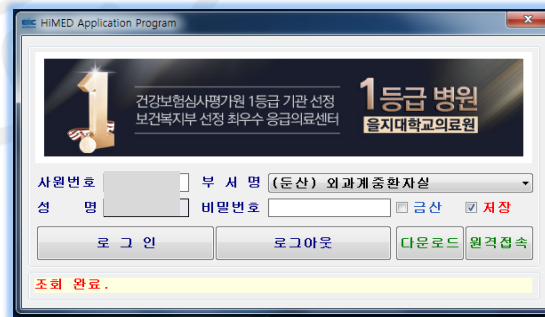 HiMED Application Program
건강보험심사평가원 1등급 기관 선정
보건복지부 선정 최우수 응급의료센터
1등급 병원
을지대학교의료원
사원번호 부 서 명 (둔산) 외과계중환자실
성 명 비밀번호 금산 저장
로 그 인 로그아웃 다운로드 원격접속
조회 완료.